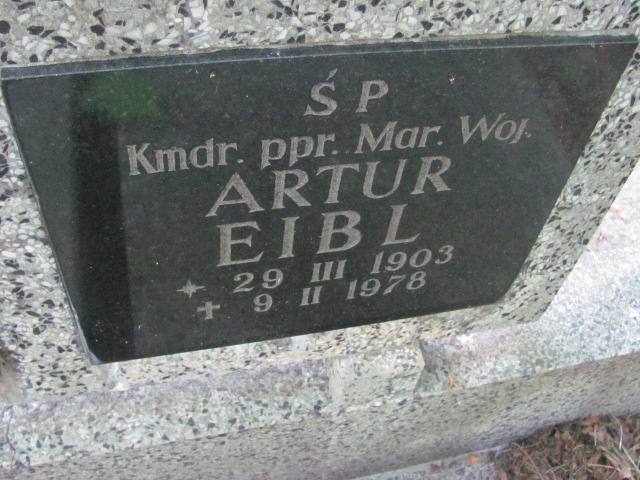 ŚP
Kmdr. ppr. Mar. Woj.
ARTUR
EIBL
* 29 III 1903
+ 9 II 1978